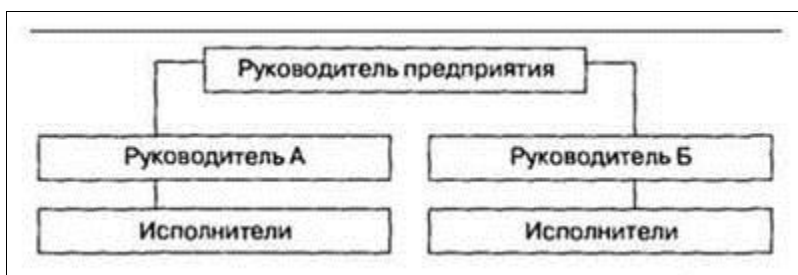 Руководитель предприятия
Руководитель А
Руководитель Б
Исполнители
Исполнители